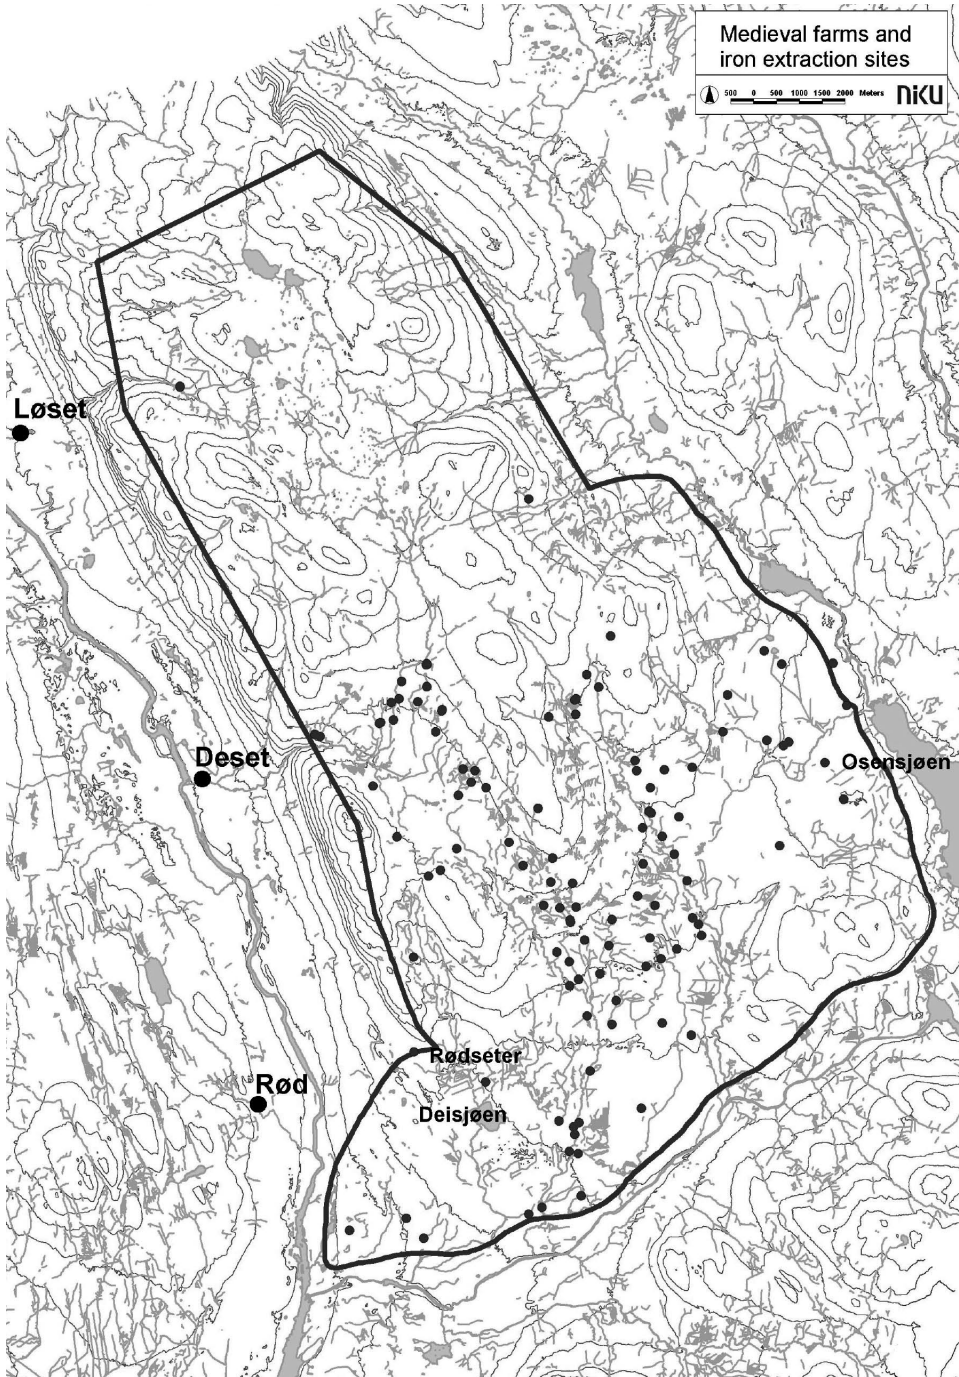 Medieval farms and
iron extraction sites
500 0 500 1000 1500 2000 Meters NIKU
Løset
Deset
Osensjøen
Rødseter
Rød
Deisjøen